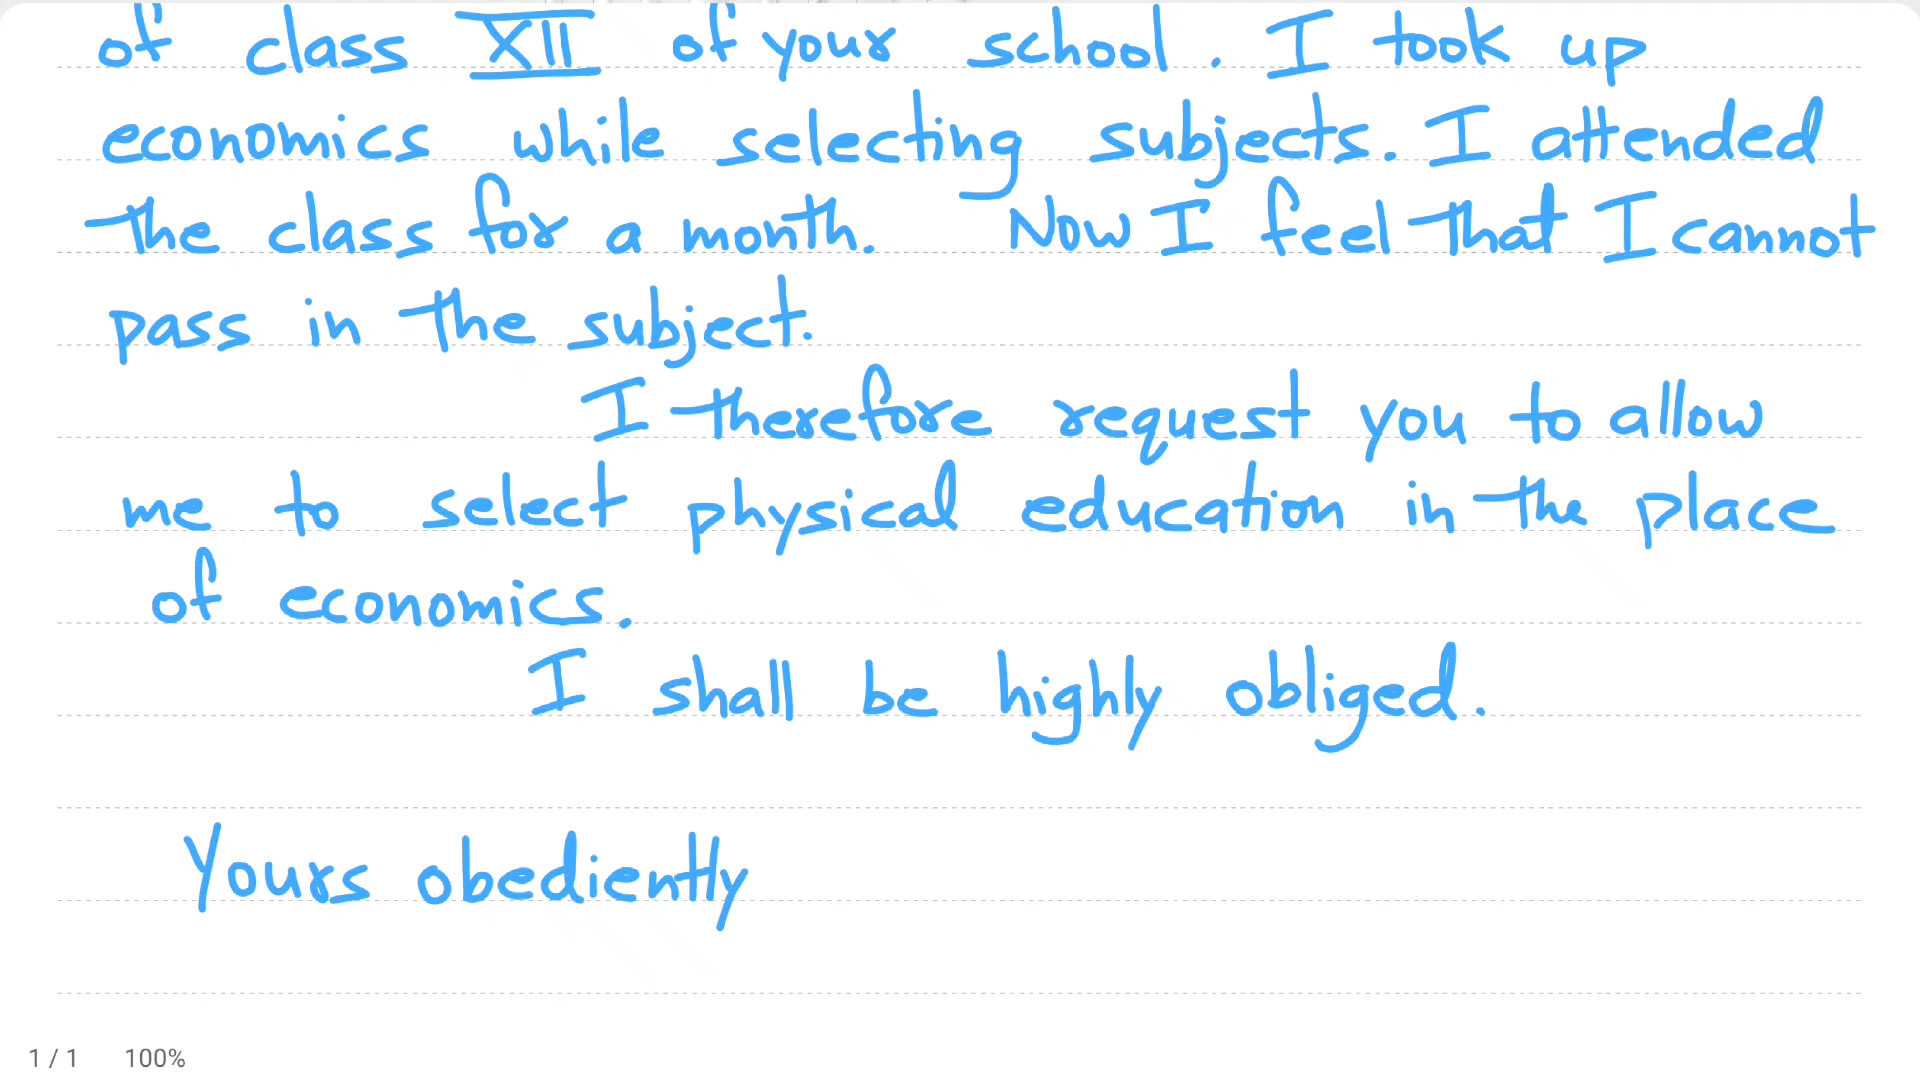 of class XII of your school. I took up
economics while selecting subjects. I attended
the class for a month. Now I feel that I cannot
pass in the subject.
I therefore request you to allow
me to select physical education in the place
of economics.
I shall be highly obliged.
Yours obediently
1 / 1 100%